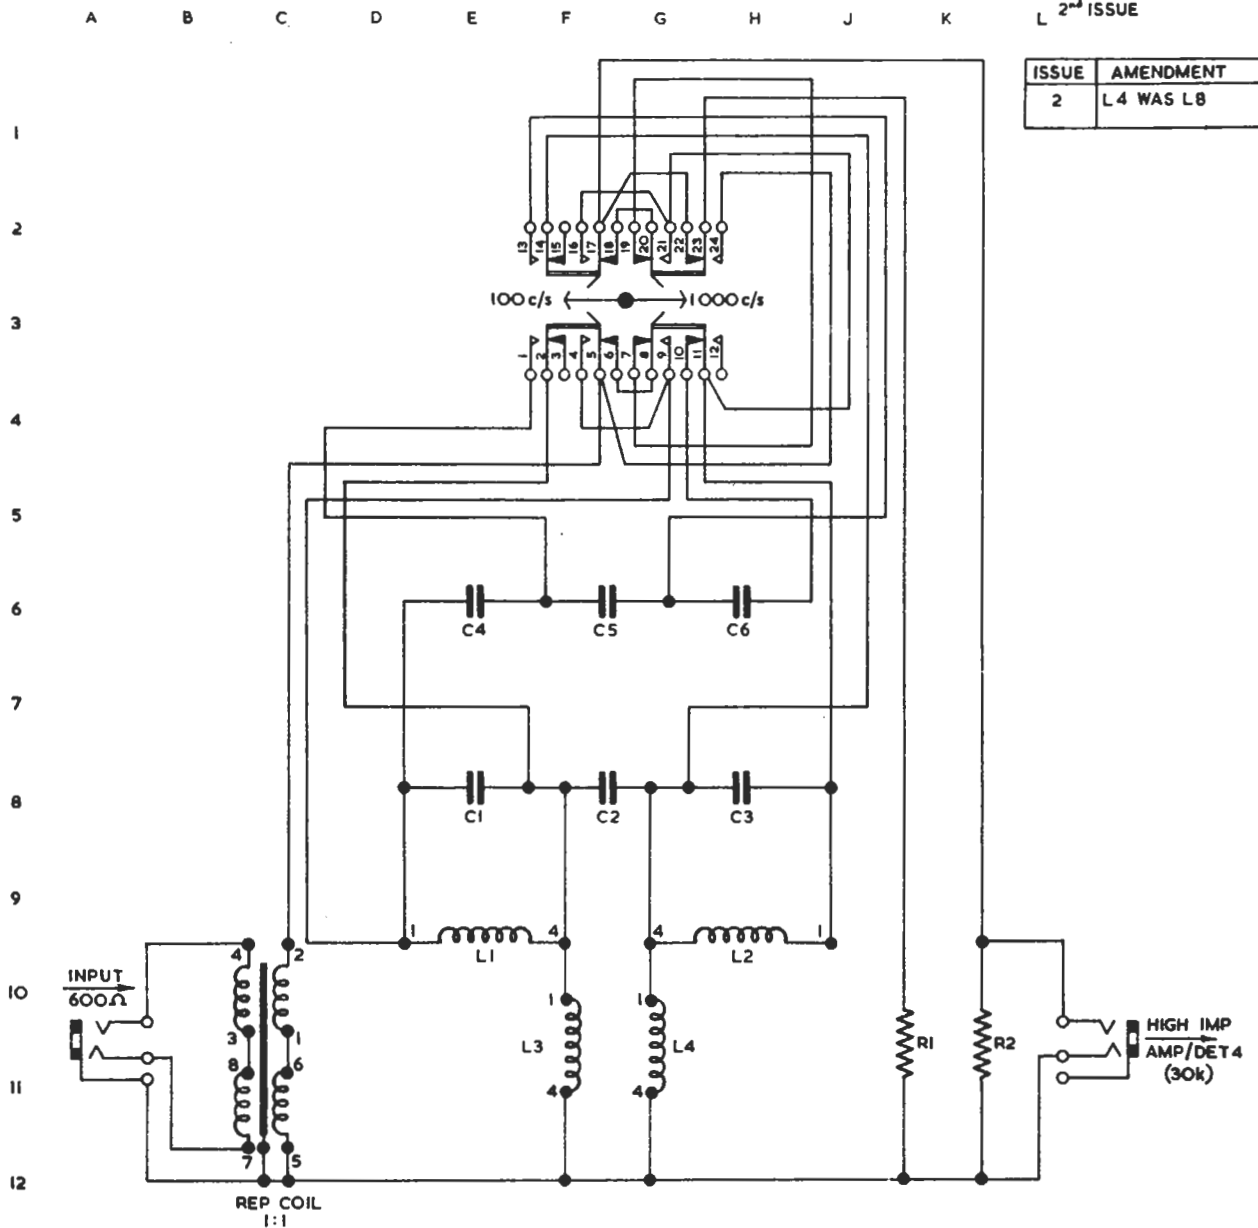 A B C D E F G H J K L 2nd ISSUE
ISSUE AMENDMENT
2 L4 WAS L8
1
2
13 14 15 16 17 18 19 20 21 22 23 24
100 c/s 1000 c/s
3
1 2 3 4 5 6 7 8 9 10 11 12
4
5
6
C4 C5 C6
7
8
C1 C2 C3
9
1 4 4 1
L1 L2
4 2
INPUT
10
600Ω
1 1
3 1
L3 L4 R1 R2
HIGH IMP
AMP/DET4
(30k)
8 6
11
4 4
7 5
12
REP COIL
1:1